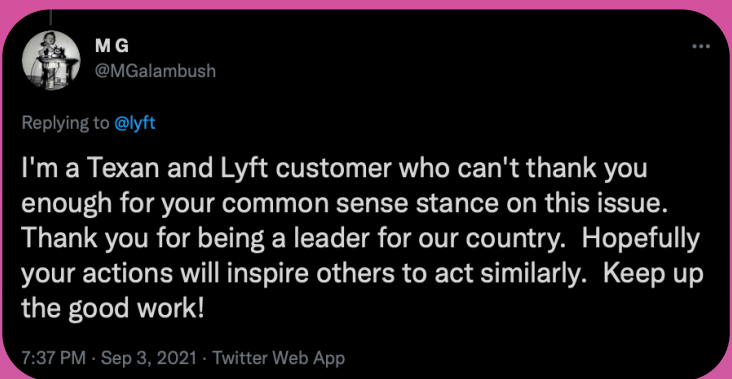 M G
@MGalambush
Replying to @lyft
I'm a Texan and Lyft customer who can't thank you
enough for your common sense stance on this issue.
Thank you for being a leader for our country.  Hopefully
your actions will inspire others to act similarly.  Keep up
the good work!
7:37 PM · Sep 3, 2021 · Twitter Web App